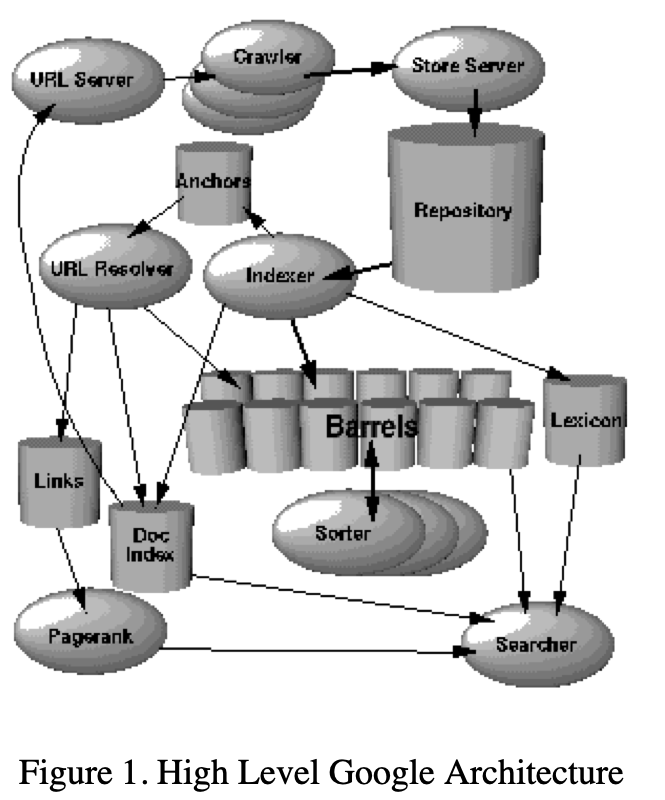 URL Server
Crawler
Store Server
Anchors
Repository
URL Resolver
Indexer
Barrels
Lexicon
Links
Doc
Index
Sorter
Pagerank
Searcher
Figure 1. High Level Google Architecture